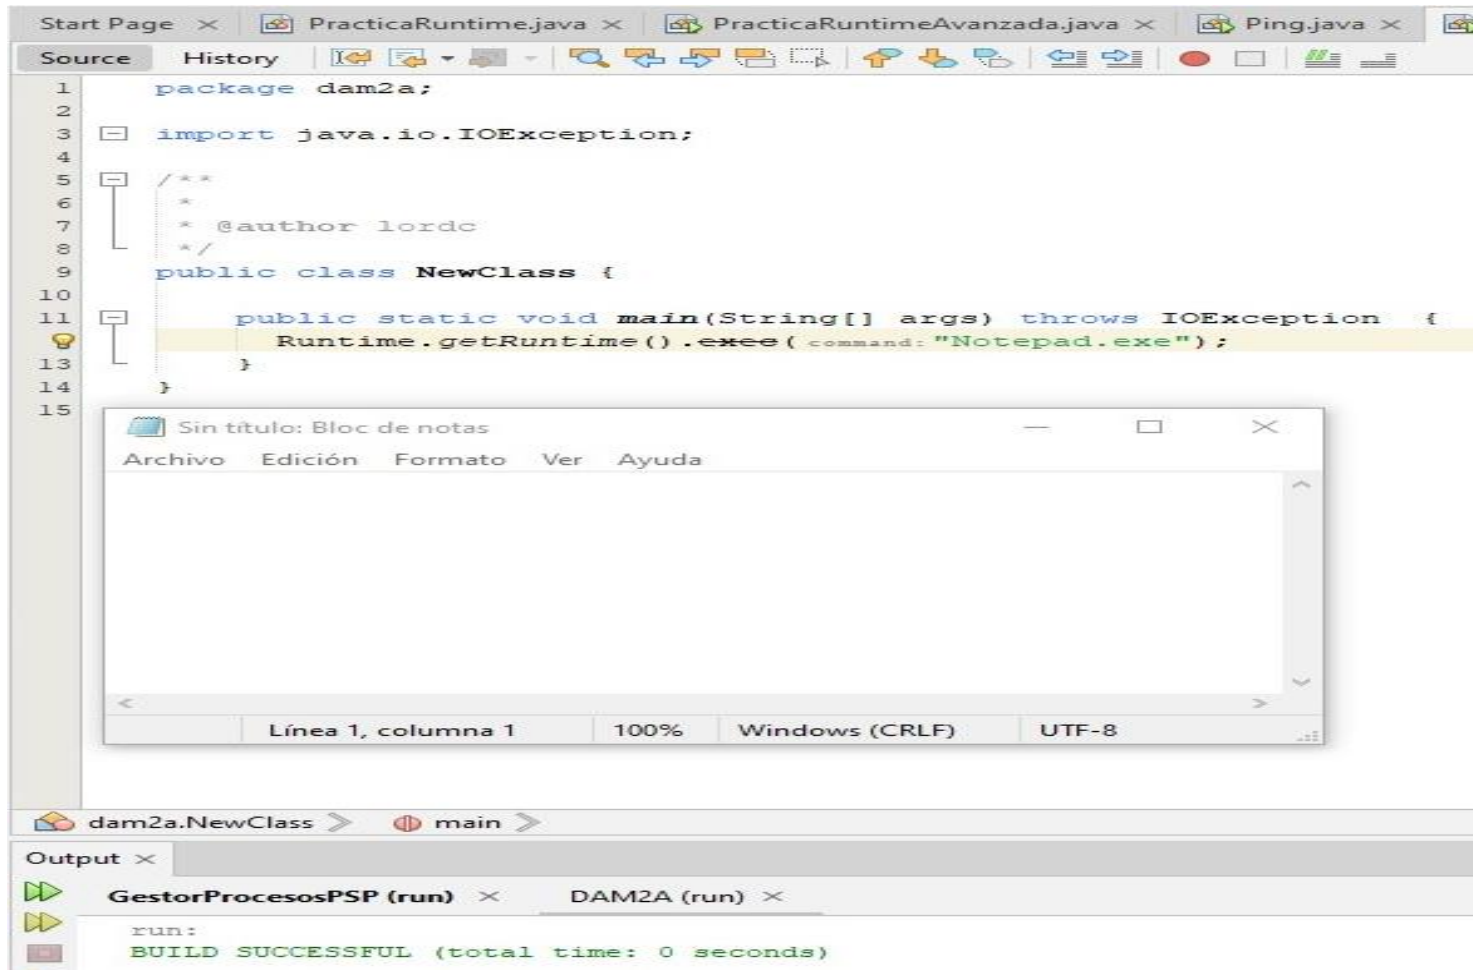 Start Page PracticaRuntime.java PracticaRuntimeAvanzada.java Ping.java
Source History
1 package dam2a;
2
3 import java.io.IOException;
4
5 /**
6 *
7 * @author lordc
8 */
9 public class NewClass {
10
11 public static void main(String[] args) throws IOException {
Runtime.getRuntime().exec( command: "Notepad.exe");
13 }
14 }
15
Sin título: Bloc de notas
Archivo Edición Formato Ver Ayuda
Línea 1, columna 1 100% Windows (CRLF) UTF-8
dam2a.NewClass main
Output
GestorProcesosPSP (run) DAM2A (run)
run:
BUILD SUCCESSFUL (total time: 0 seconds)